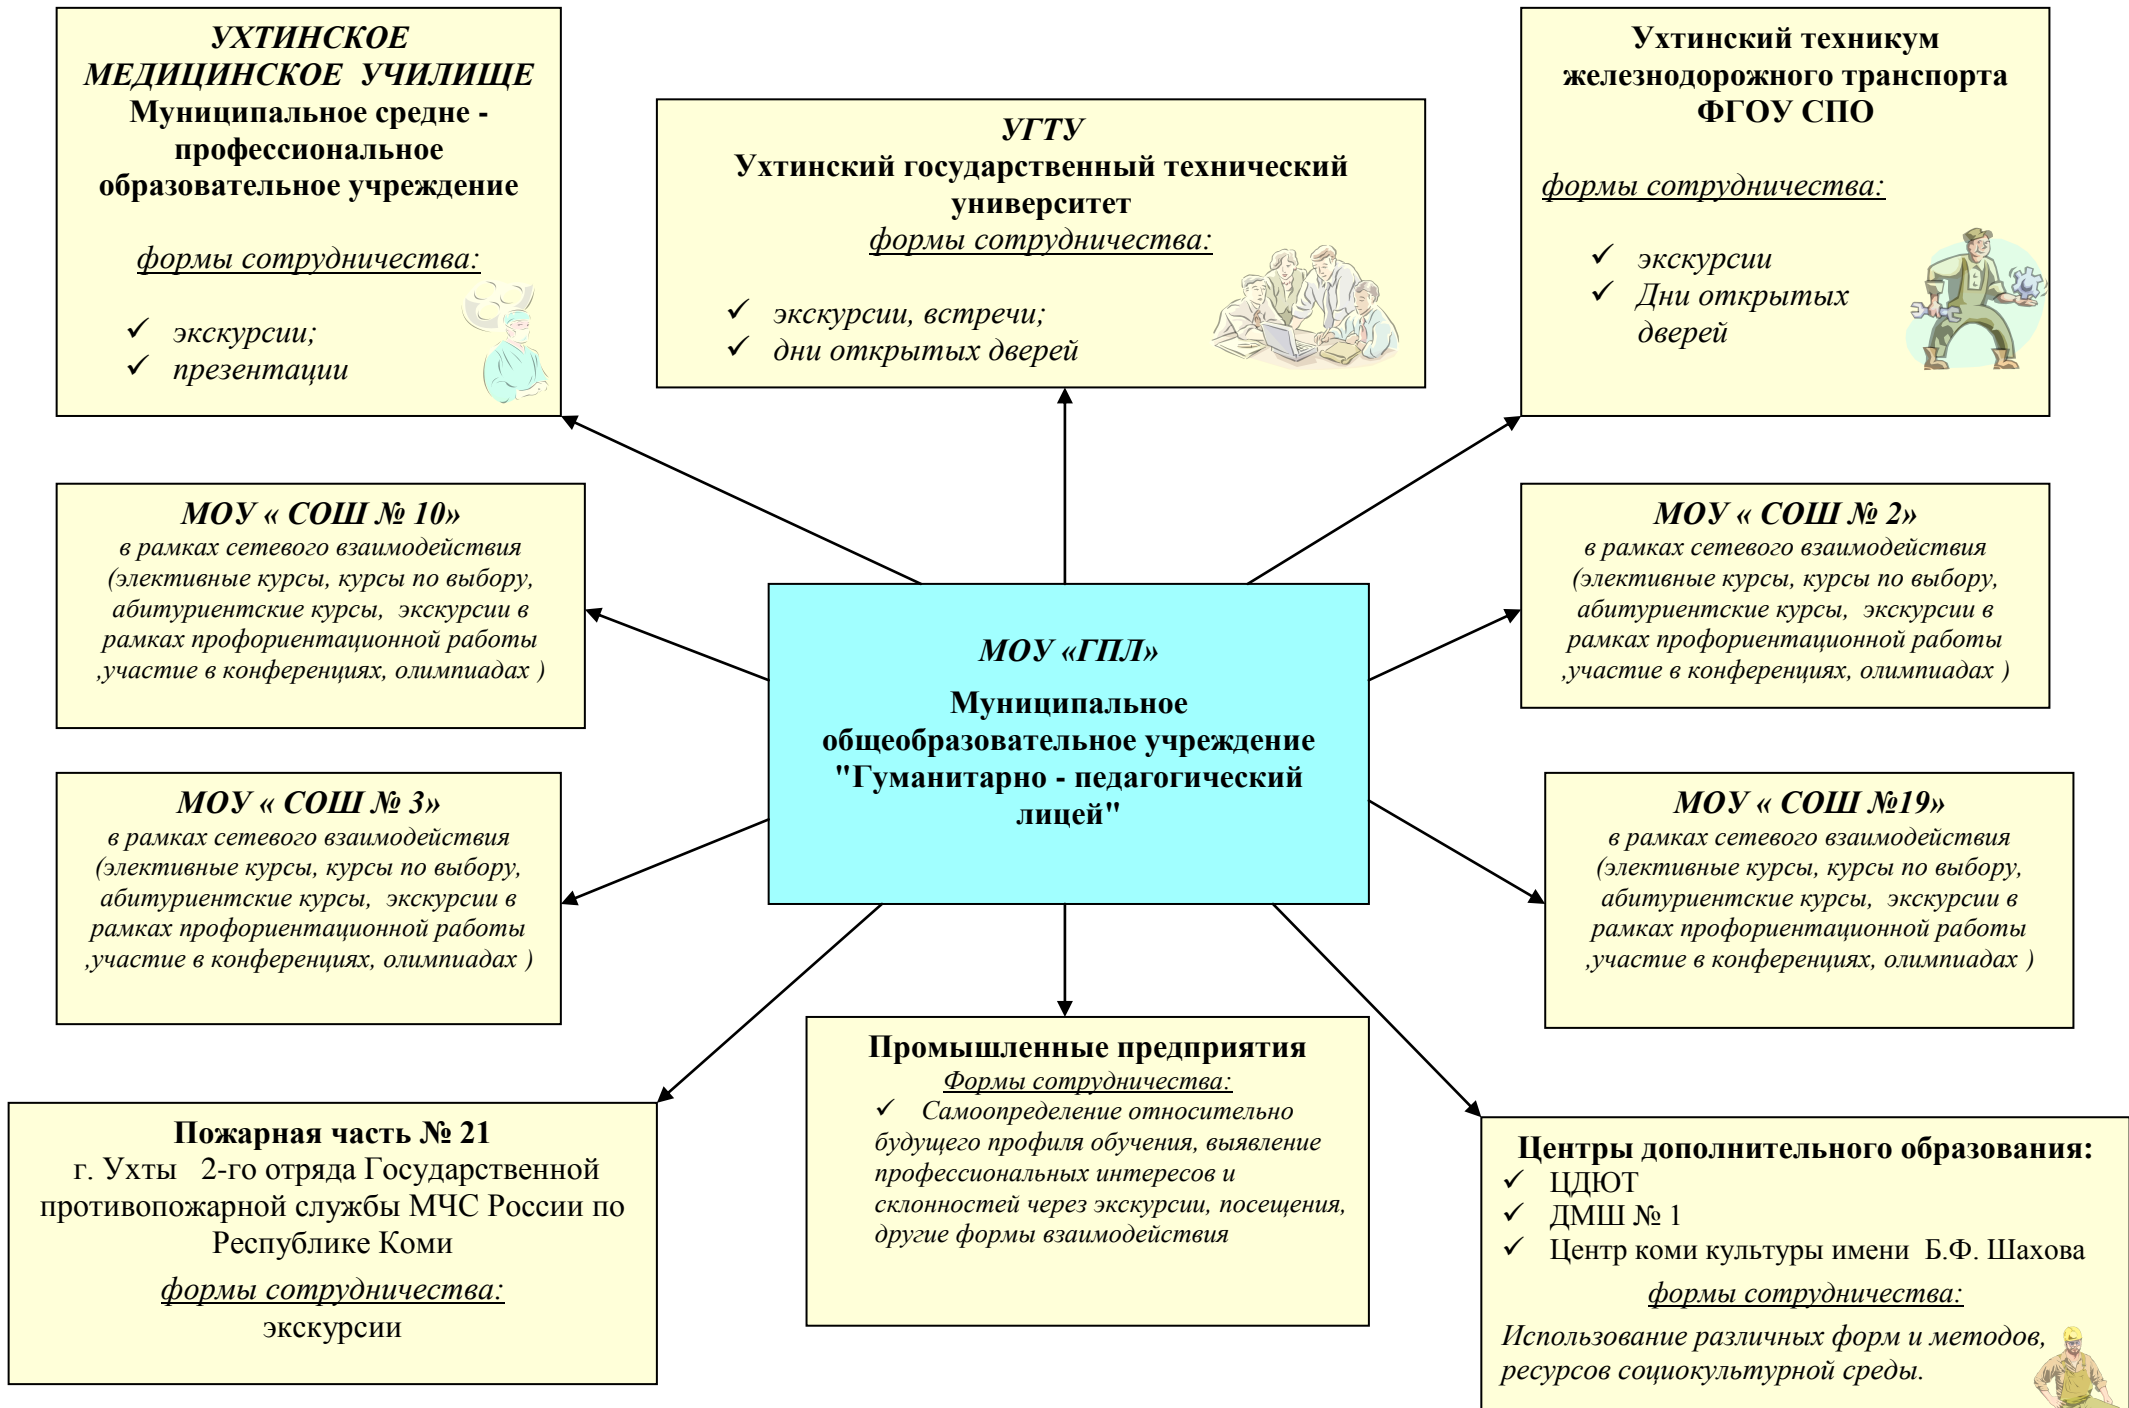 УХТИНСКОЕ
МЕДИЦИНСКОЕ УЧИЛИЩЕ
Муниципальное средне -
профессиональное
образовательное учреждение
формы сотрудничества:
✓ экскурсии;
✓ презентации
УГТУ
Ухтинский государственный технический
университет
формы сотрудничества:
✓ экскурсии, встречи;
✓ дни открытых дверей
Ухтинский техникум
железнодорожного транспорта
ФГОУ СПО
формы сотрудничества:
✓ экскурсии
✓ Дни открытых
дверей
МОУ « СОШ № 10»
в рамках сетевого взаимодействия
(элективные курсы, курсы по выбору,
абитуриентские курсы, экскурсии в
рамках профориентационной работы
,участие в конференциях, олимпиадах )
МОУ « СОШ № 2»
в рамках сетевого взаимодействия
(элективные курсы, курсы по выбору,
абитуриентские курсы, экскурсии в
рамках профориентационной работы
,участие в конференциях, олимпиадах )
МОУ «ГПЛ»
Муниципальное
общеобразовательное учреждение
"Гуманитарно - педагогический
лицей"
МОУ « СОШ № 3»
в рамках сетевого взаимодействия
(элективные курсы, курсы по выбору,
абитуриентские курсы, экскурсии в
рамках профориентационной работы
,участие в конференциях, олимпиадах )
МОУ « СОШ №19»
в рамках сетевого взаимодействия
(элективные курсы, курсы по выбору,
абитуриентские курсы, экскурсии в
рамках профориентационной работы
,участие в конференциях, олимпиадах )
Пожарная часть № 21
г. Ухты 2-го отряда Государственной
противопожарной службы МЧС России по
Республике Коми
формы сотрудничества:
экскурсии
Промышленные предприятия
Формы сотрудничества:
✓ Самоопределение относительно
будущего профиля обучения, выявление
профессиональных интересов и
склонностей через экскурсии, посещения,
другие формы взаимодействия
Центры дополнительного образования:
✓ ЦДЮТ
✓ ДМШ № 1
✓ Центр коми культуры имени Б.Ф. Шахова
формы сотрудничества:
Использование различных форм и методов,
ресурсов социокультурной среды.